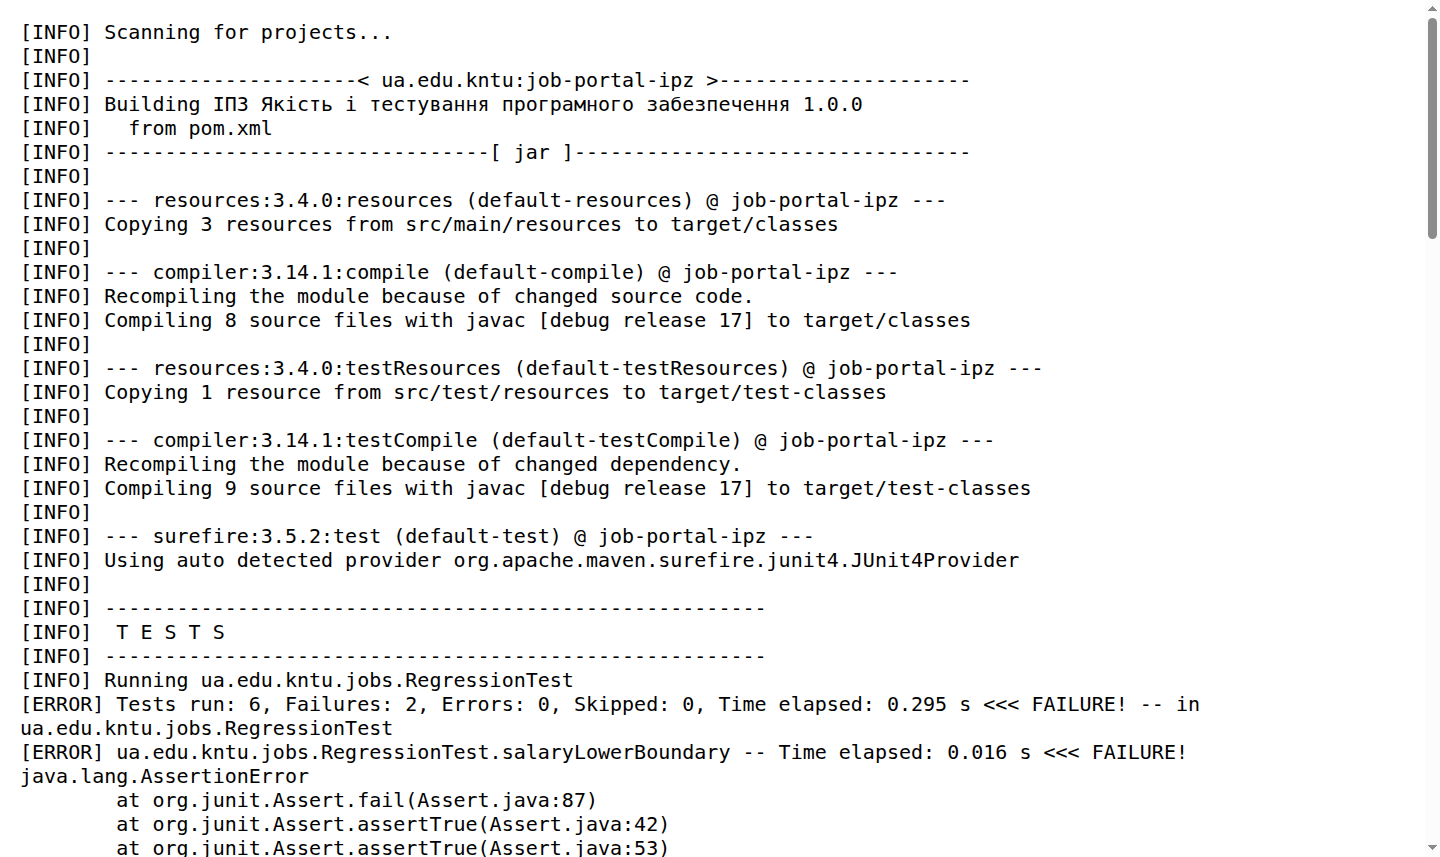 [INFO] Scanning for projects...
[INFO]
[INFO] ---------------------< ua.edu.kntu:job-portal-ipz >---------------------
[INFO] Building ІПЗ Якість і тестування програмного забезпечення 1.0.0
[INFO]   from pom.xml
[INFO] --------------------------------[ jar ]---------------------------------
[INFO]
[INFO] --- resources:3.4.0:resources (default-resources) @ job-portal-ipz ---
[INFO] Copying 3 resources from src/main/resources to target/classes
[INFO]
[INFO] --- compiler:3.14.1:compile (default-compile) @ job-portal-ipz ---
[INFO] Recompiling the module because of changed source code.
[INFO] Compiling 8 source files with javac [debug release 17] to target/classes
[INFO]
[INFO] --- resources:3.4.0:testResources (default-testResources) @ job-portal-ipz ---
[INFO] Copying 1 resource from src/test/resources to target/test-classes
[INFO]
[INFO] --- compiler:3.14.1:testCompile (default-testCompile) @ job-portal-ipz ---
[INFO] Recompiling the module because of changed dependency.
[INFO] Compiling 9 source files with javac [debug release 17] to target/test-classes
[INFO]
[INFO] --- surefire:3.5.2:test (default-test) @ job-portal-ipz ---
[INFO] Using auto detected provider org.apache.maven.surefire.junit4.JUnit4Provider
[INFO]
[INFO] -------------------------------------------------------
[INFO]  T E S T S
[INFO] -------------------------------------------------------
[INFO] Running ua.edu.kntu.jobs.RegressionTest
[ERROR] Tests run: 6, Failures: 2, Errors: 0, Skipped: 0, Time elapsed: 0.295 s <<< FAILURE! -- in
ua.edu.kntu.jobs.RegressionTest
[ERROR] ua.edu.kntu.jobs.RegressionTest.salaryLowerBoundary -- Time elapsed: 0.016 s <<< FAILURE!
java.lang.AssertionError
        at org.junit.Assert.fail(Assert.java:87)
        at org.junit.Assert.assertTrue(Assert.java:42)
        at org.junit.Assert.assertTrue(Assert.java:53)